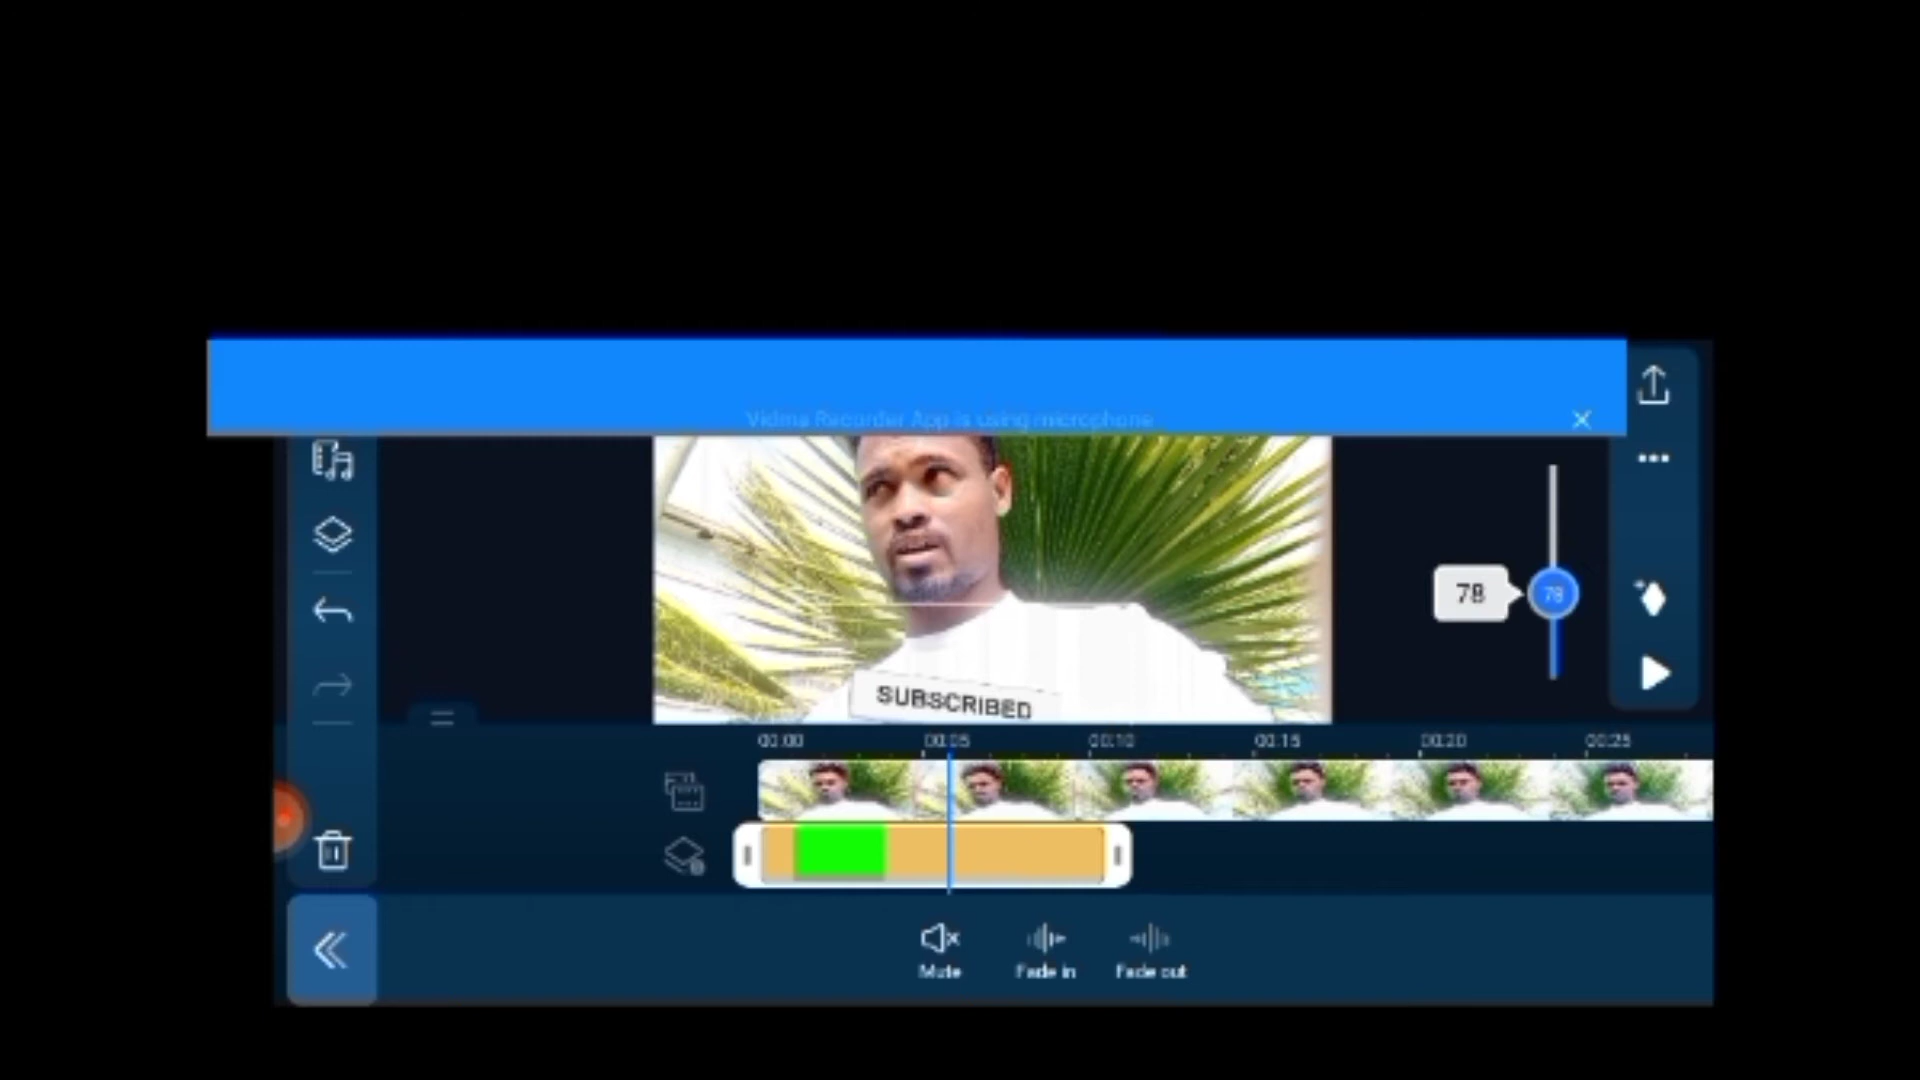 Vidma Recorder App is using microphone
78
78
SUBSCRIBED
00:00 00:05 00:10 00:15 00:20 00:25
Mute Fade in Fade out